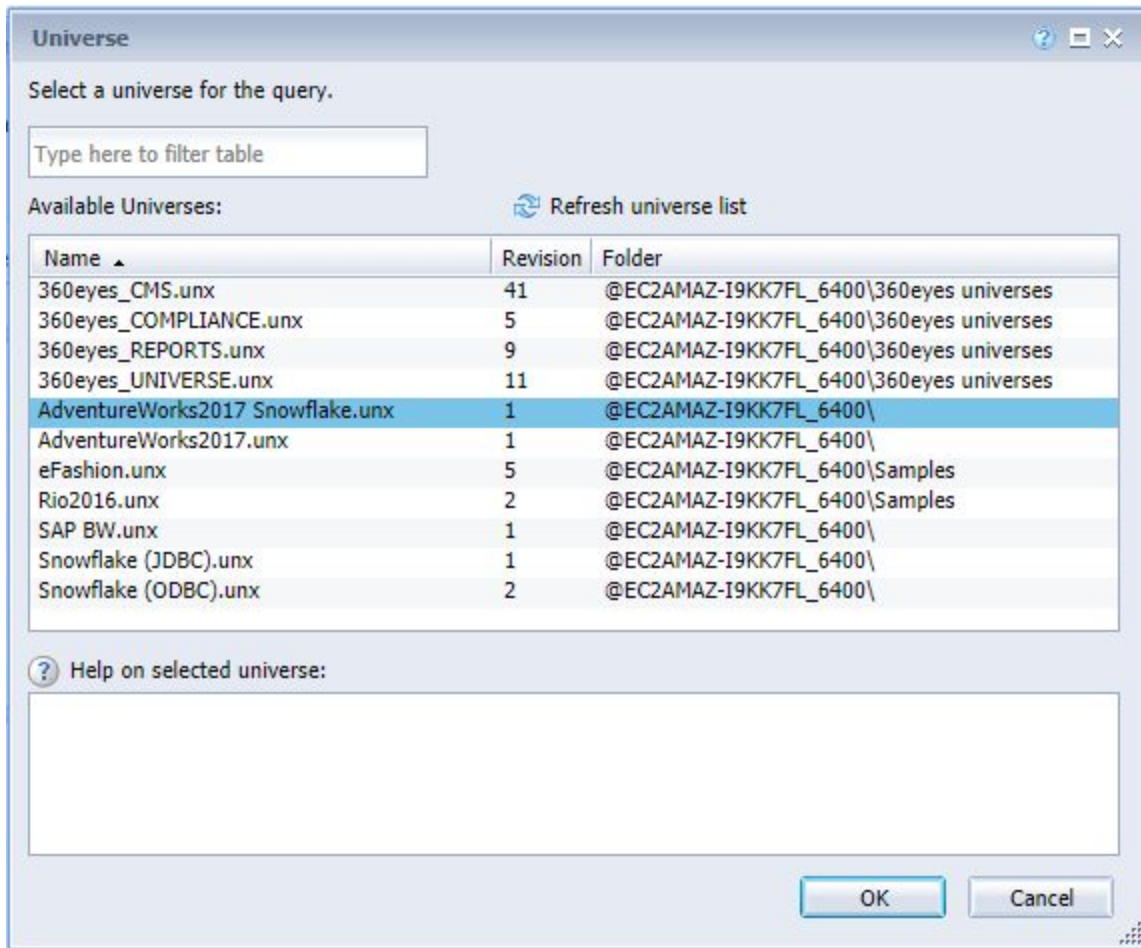 Universe
Select a universe for the query.
Type here to filter table
Available Universes: Refresh universe list
Name Revision Folder
360eyes_CMS.unx 41 @EC2AMAZ-I9KK7FL_6400\360eyes universes
360eyes_COMPLIANCE.unx 5 @EC2AMAZ-I9KK7FL_6400\360eyes universes
360eyes_REPORTS.unx 9 @EC2AMAZ-I9KK7FL_6400\360eyes universes
360eyes_UNIVERSE.unx 11 @EC2AMAZ-I9KK7FL_6400\360eyes universes
AdventureWorks2017 Snowflake.unx 1 @EC2AMAZ-I9KK7FL_6400\
AdventureWorks2017.unx 1 @EC2AMAZ-I9KK7FL_6400\
eFashion.unx 5 @EC2AMAZ-I9KK7FL_6400\Samples
Rio2016.unx 2 @EC2AMAZ-I9KK7FL_6400\Samples
SAP BW.unx 1 @EC2AMAZ-I9KK7FL_6400\
Snowflake (JDBC).unx 1 @EC2AMAZ-I9KK7FL_6400\
Snowflake (ODBC).unx 2 @EC2AMAZ-I9KK7FL_6400\
Help on selected universe:
OK Cancel